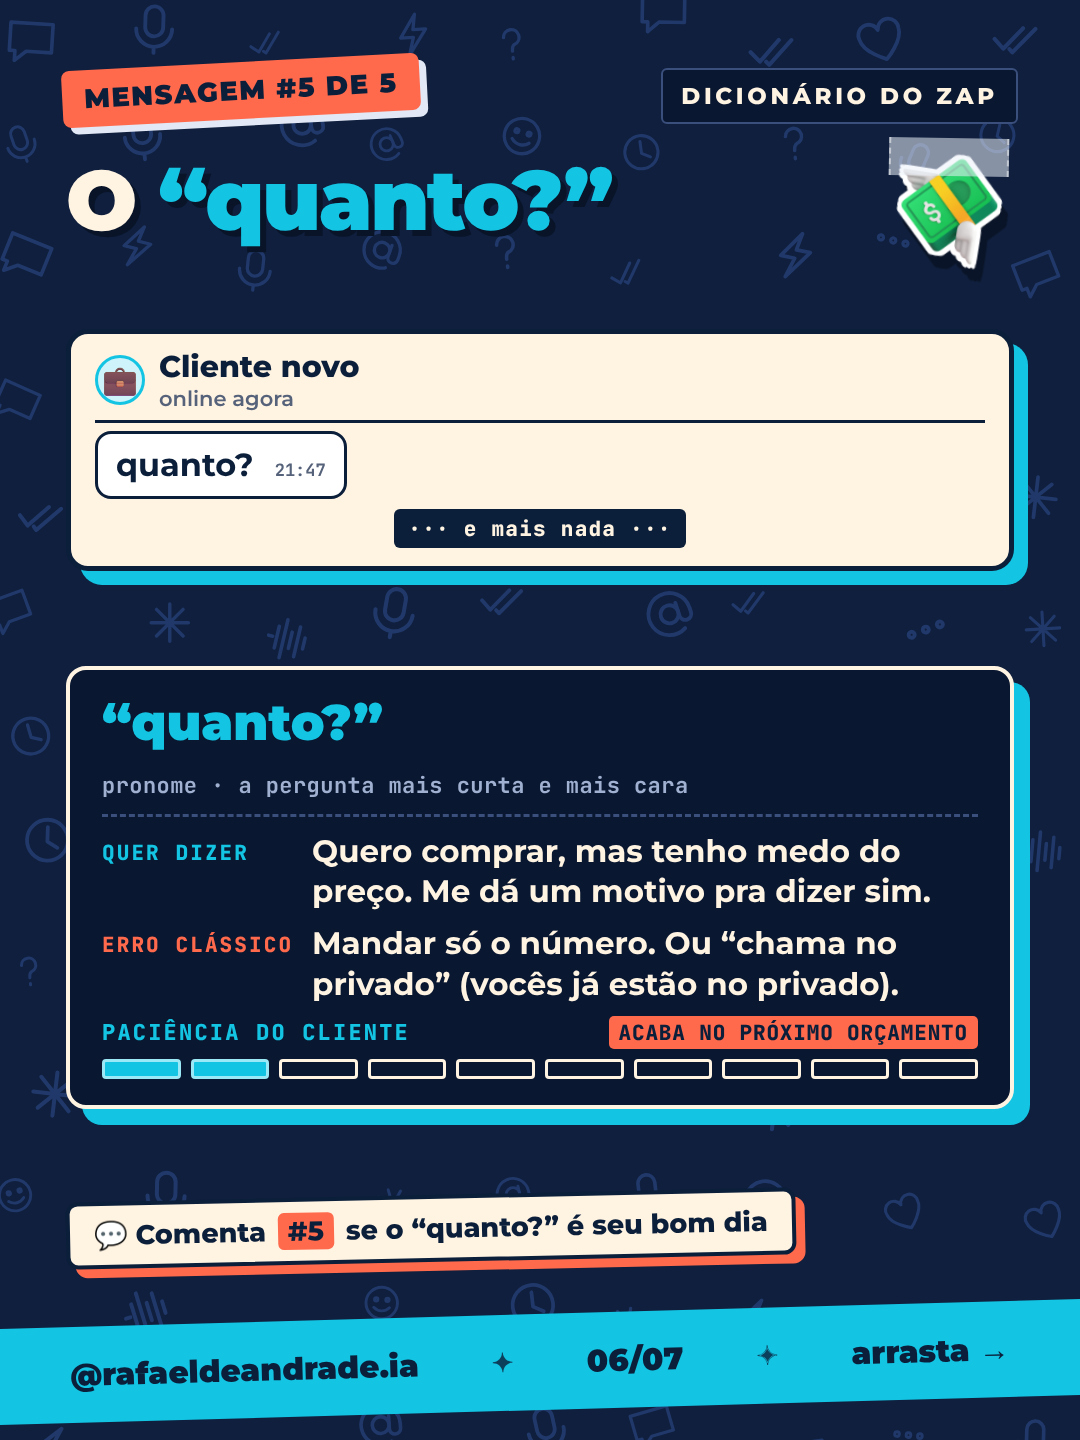 MENSAGEM #5 DE 5
DICIONÁRIO DO ZAP
O “quanto?”
Cliente novo
online agora
quanto? 21:47
··· e mais nada ···
“quanto?”
pronome · a pergunta mais curta e mais cara
QUER DIZER Quero comprar, mas tenho medo do
preço. Me dá um motivo pra dizer sim.
ERRO CLÁSSICO Mandar só o número. Ou “chama no
privado” (vocês já estão no privado).
PACIÊNCIA DO CLIENTE ACABA NO PRÓXIMO ORÇAMENTO
💬 Comenta #5 se o “quanto?” é seu bom dia
@rafaeldeandrade.ia ✦ 06/07 ✦ arrasta →